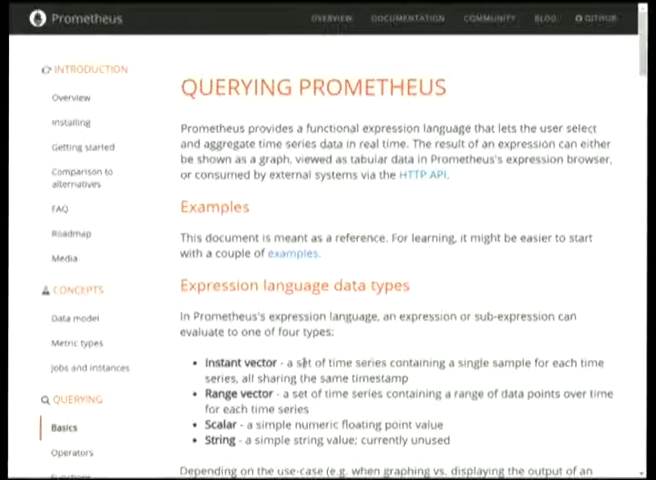 Prometheus
OVERVIEW DOCUMENTATION COMMUNITY BLOG GITHUB
INTRODUCTION
Overview
Installing
Getting started
Comparison to
alternatives
FAQ
Roadmap
Media
CONCEPTS
Data model
Metric types
Jobs and instances
QUERYING
Basics
Operators
QUERYING PROMETHEUS
Prometheus provides a functional expression language that lets the user select
and aggregate time series data in real time. The result of an expression can either
be shown as a graph, viewed as tabular data in Prometheus's expression browser,
or consumed by external systems via the HTTP API.
Examples
This document is meant as a reference. For learning, it might be easier to start
with a couple of examples.
Expression language data types
In Prometheus's expression language, an expression or sub-expression can
evaluate to one of four types:
• Instant vector - a set of time series containing a single sample for each time
series, all sharing the same timestamp
• Range vector - a set of time series containing a range of data points over time
for each time series
• Scalar - a simple numeric floating point value
• String - a simple string value; currently unused
Depending on the use-case (e.g. when graphing vs. displaying the output of an